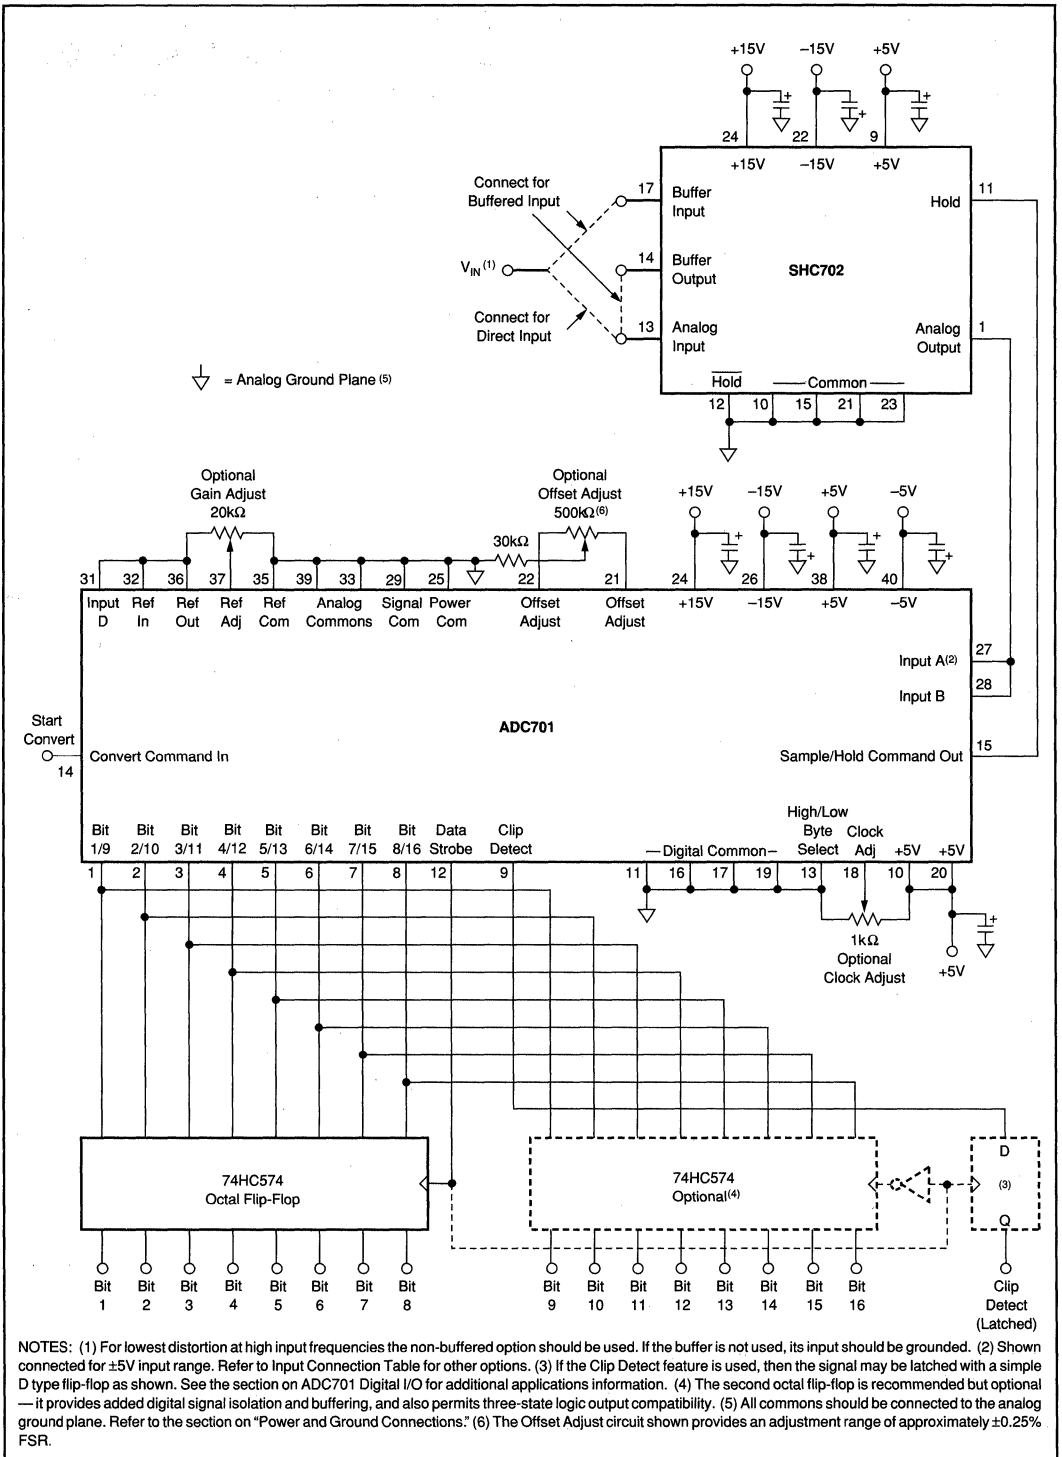 +15V –15V +5V
24 22 9
+15V –15V +5V
Connect for
Buffered Input
17 Buffer
Input
Hold 11
VIN (1)
14 Buffer
Output
SHC702
Connect for
Direct Input
13 Analog
Input
Analog
Output 1
= Analog Ground Plane (5)
Hold Common
12 10 15 21 23
Optional
Gain Adjust
20kΩ
Optional
Offset Adjust
500kΩ(6)
30kΩ
+15V –15V +5V –5V
31 32 36 37 35 39 33 29 25 22 21 24 26 38 40
Input Ref Ref Ref Ref Analog Signal Power Offset Offset +15V –15V +5V –5V
D In Out Adj Com Commons Com Com Adjust Adjust
Input A(2) 27
Input B 28
Start
Convert
14
Convert Command In
ADC701
Sample/Hold Command Out 15
Bit Bit Bit Bit Bit Bit Bit Bit Data Clip
1/9 2/10 3/11 4/12 5/13 6/14 7/15 8/16 Strobe Detect
High/Low
Byte Clock
Digital Common Select Adj +5V +5V
1 2 3 4 5 6 7 8 12 9 11 16 17 19 13 18 10 20
1kΩ
Optional
Clock Adjust
+
+5V
74HC574
Octal Flip-Flop
74HC574
Optional(4)
D
(3)
Q
Bit Bit Bit Bit Bit Bit Bit Bit Bit Bit Bit Bit Bit Bit Bit Bit
1 2 3 4 5 6 7 8 9 10 11 12 13 14 15 16
Clip
Detect
(Latched)
NOTES: (1) For lowest distortion at high input frequencies the non-buffered option should be used. If the buffer is not used, its input should be grounded. (2) Shown
connected for ±5V input range. Refer to Input Connection Table for other options. (3) If the Clip Detect feature is used, then the signal may be latched with a simple
D type flip-flop as shown. See the section on ADC701 Digital I/O for additional applications information. (4) The second octal flip-flop is recommended but optional
— it provides added digital signal isolation and buffering, and also permits three-state logic output compatibility. (5) All commons should be connected to the analog
ground plane. Refer to the section on "Power and Ground Connections." (6) The Offset Adjust circuit shown provides an adjustment range of approximately ±0.25%
FSR.